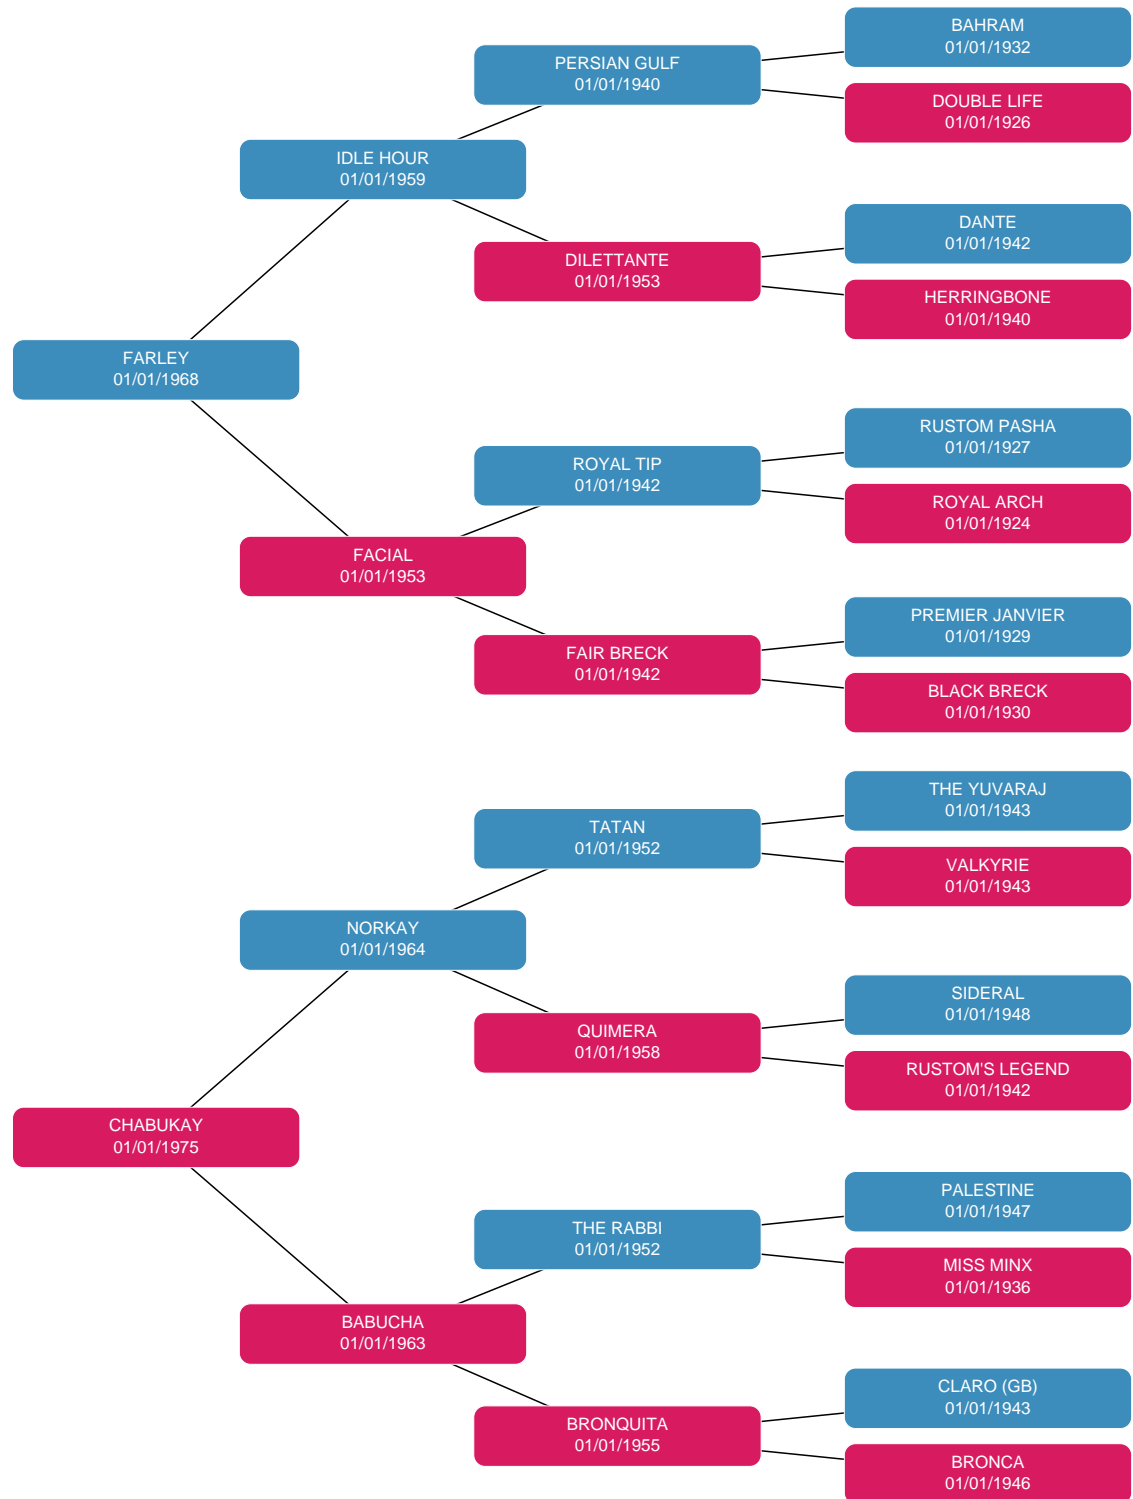 BAHRAM
01/01/1932
PERSIAN GULF
01/01/1940
DOUBLE LIFE
01/01/1926
IDLE HOUR
01/01/1959
DANTE
01/01/1942
DILETTANTE
01/01/1953
HERRINGBONE
01/01/1940
FARLEY
01/01/1968
RUSTOM PASHA
01/01/1927
ROYAL TIP
01/01/1942
ROYAL ARCH
01/01/1924
FACIAL
01/01/1953
PREMIER JANVIER
01/01/1929
FAIR BRECK
01/01/1942
BLACK BRECK
01/01/1930
THE YUVARAJ
01/01/1943
TATAN
01/01/1952
VALKYRIE
01/01/1943
NORKAY
01/01/1964
SIDERAL
01/01/1948
QUIMERA
01/01/1958
RUSTOM'S LEGEND
01/01/1942
CHABUKAY
01/01/1975
PALESTINE
01/01/1947
THE RABBI
01/01/1952
MISS MINX
01/01/1936
BABUCHA
01/01/1963
CLARO (GB)
01/01/1943
BRONQUITA
01/01/1955
BRONCA
01/01/1946